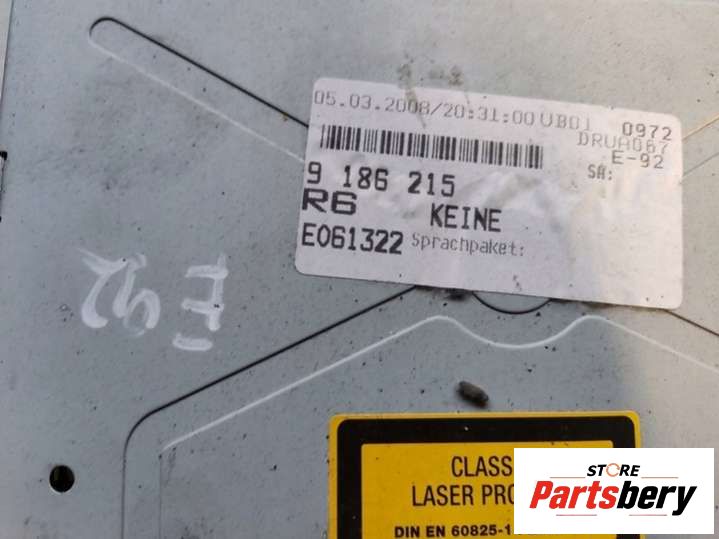 05.03.2008/20:31:00 UB01 0972
DRUA067
E-92
SA:
9 186 215
R6 KEINE
E061322 Sprachpaket:
E92
CLASS
LASER PRO
DIN EN 60825-1
STORE
Partsbery